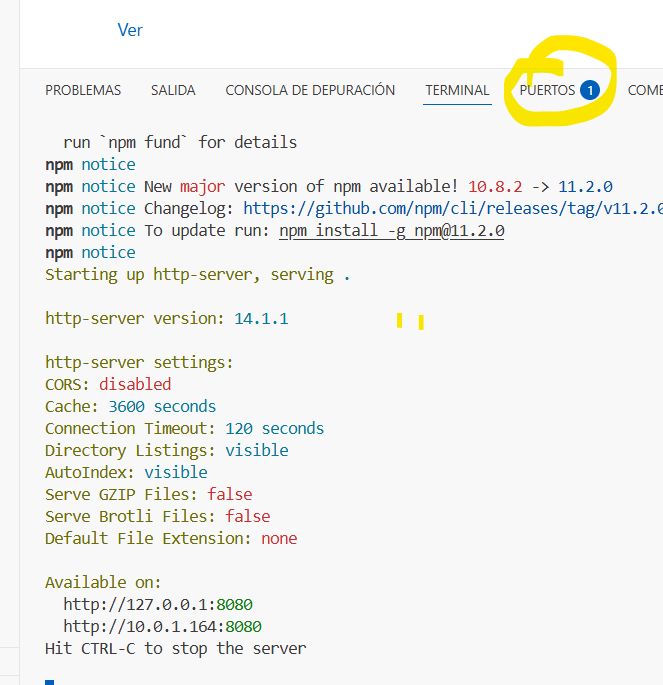 Ver
PROBLEMAS SALIDA CONSOLA DE DEPURACIÓN TERMINAL PUERTOS 1
run `npm fund` for details
npm notice
npm notice New major version of npm available! 10.8.2 -> 11.2.0
npm notice Changelog: https://github.com/npm/cli/releases/tag/v11.2.0
npm notice To update run: npm install -g npm@11.2.0
npm notice
Starting up http-server, serving .
http-server version: 14.1.1
http-server settings:
CORS: disabled
Cache: 3600 seconds
Connection Timeout: 120 seconds
Directory Listings: visible
AutoIndex: visible
Serve GZIP Files: false
Serve Brotli Files: false
Default File Extension: none
Available on:
http://127.0.0.1:8080
http://10.0.1.164:8080
Hit CTRL-C to stop the server